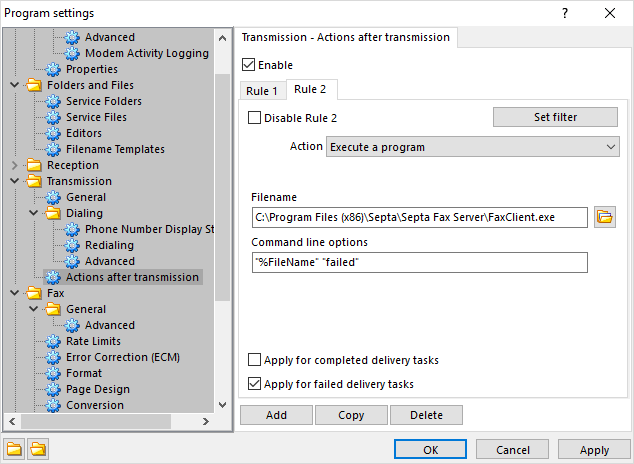 Program settings
?
Advanced
Modem Activity Logging
Properties
Folders and Files
Service Folders
Service Files
Editors
Filename Templates
Reception
Transmission
General
Dialing
Phone Number Display St
Redialing
Advanced
Actions after transmission
Fax
General
Advanced
Rate Limits
Error Correction (ECM)
Format
Page Design
Conversion
Transmission - Actions after transmission
Enable
Rule 1 Rule 2
Disable Rule 2 Set filter
Action Execute a program
Filename
C:\Program Files (x86)\Septa\Septa Fax Server\FaxClient.exe
Command line options
"%FileName" "failed"
Apply for completed delivery tasks
Apply for failed delivery tasks
Add Copy Delete
OK Cancel Apply